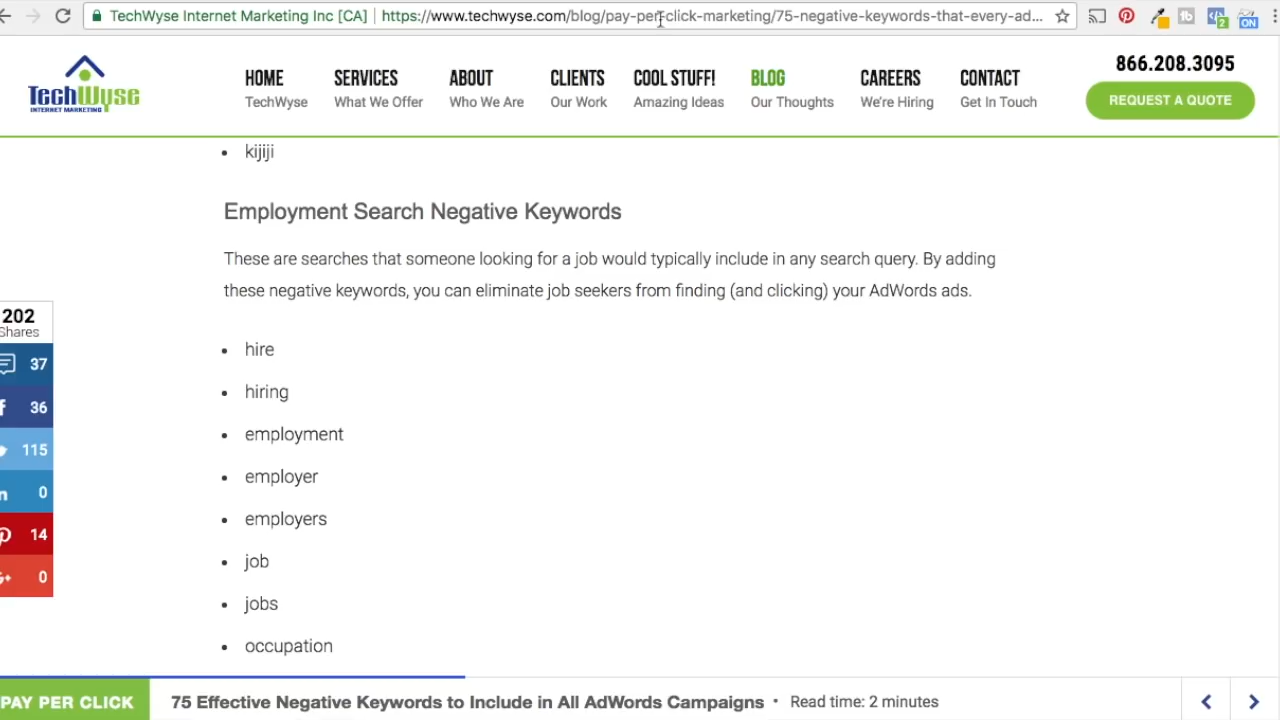 TechWyse Internet Marketing Inc [CA]
https://www.techwyse.com/blog/pay-per-click-marketing/75-negative-keywords-that-every-ad...
2
ON
TechWyse
INTERNET MARKETING
HOME
TechWyse
SERVICES
What We Offer
ABOUT
Who We Are
CLIENTS
Our Work
COOL STUFF!
Amazing Ideas
BLOG
Our Thoughts
CAREERS
We're Hiring
CONTACT
Get In Touch
866.208.3095
REQUEST A QUOTE
• kijiji
Employment Search Negative Keywords
These are searches that someone looking for a job would typically include in any search query. By adding
these negative keywords, you can eliminate job seekers from finding (and clicking) your AdWords ads.
• hire
• hiring
• employment
• employer
• employers
• job
• jobs
• occupation
202
Shares
37
36
115
0
14
0
PAY PER CLICK
75 Effective Negative Keywords to Include in All AdWords Campaigns • Read time: 2 minutes